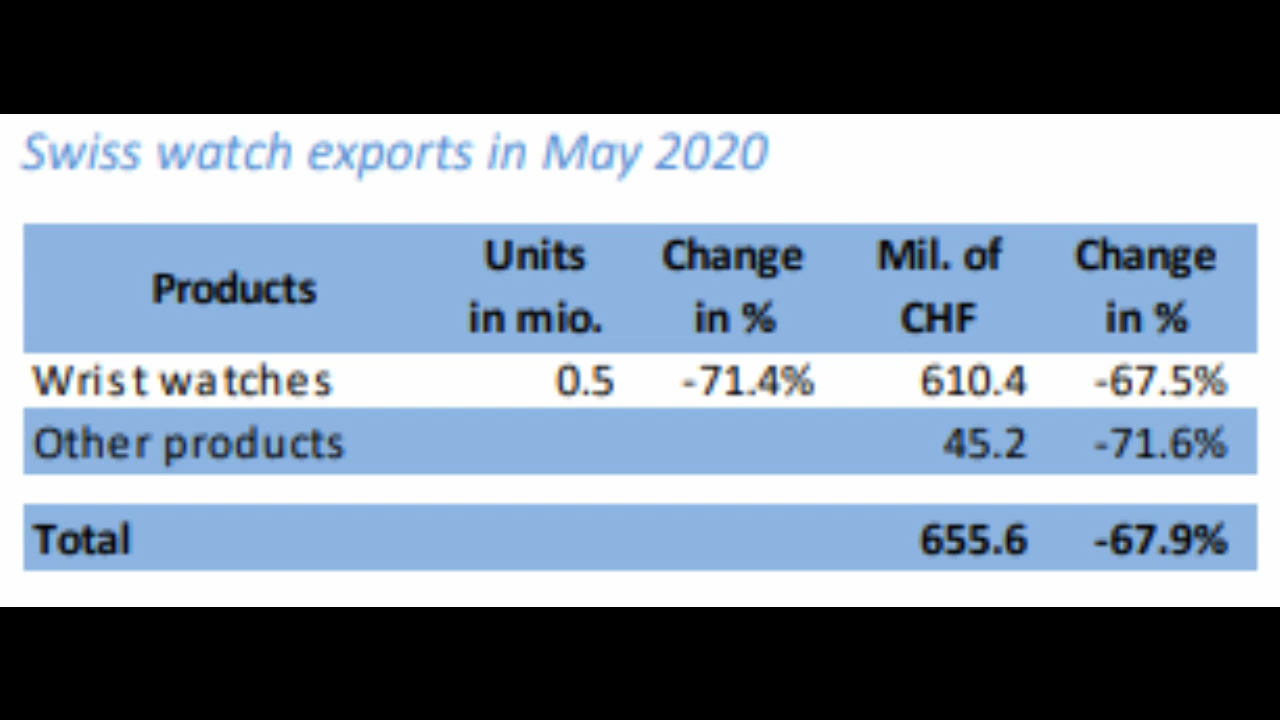 Swiss watch exports in May 2020
Products Units in mio. Change in % Mil. of CHF Change in %
Wrist watches 0.5 -71.4% 610.4 -67.5%
Other products 45.2 -71.6%
Total 655.6 -67.9%